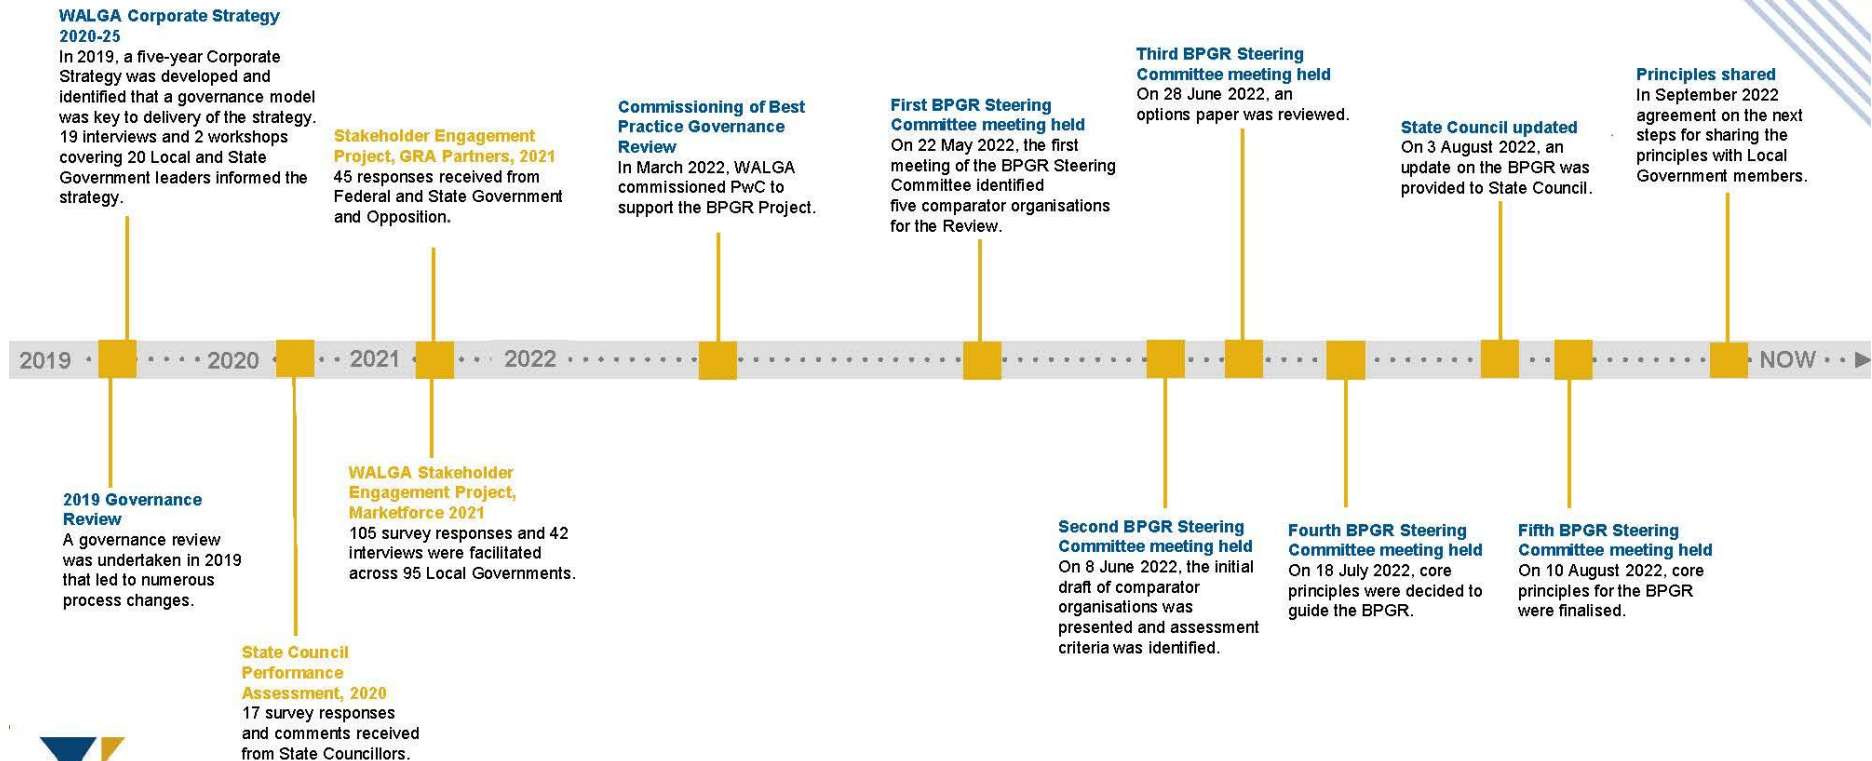 WALGA Corporate Strategy
2020-25
In 2019, a five-year Corporate
Strategy was developed and
identified that a governance model
was key to delivery of the strategy.
19 interviews and 2 workshops
covering 20 Local and State
Government leaders informed the
strategy.
Stakeholder Engagement
Project, GRA Partners, 2021
45 responses received from
Federal and State Government
and Opposition.
Commissioning of Best
Practice Governance
Review
In March 2022, WALGA
commissioned PwC to
support the BPGR Project.
First BPGR Steering
Committee meeting held
On 22 May 2022, the first
meeting of the BPGR Steering
Committee identified
five comparator organisations
for the Review.
Third BPGR Steering
Committee meeting held
On 28 June 2022, an
options paper was reviewed.
State Council updated
On 3 August 2022, an
update on the BPGR was
provided to State Council.
Principles shared
In September 2022
agreement on the next
steps for sharing the
principles with Local
Government members.
2019 2020 2021 2022 NOW
2019 Governance
Review
A governance review
was undertaken in 2019
that led to numerous
process changes.
State Council
Performance
Assessment, 2020
17 survey responses
and comments received
from State Councillors.
WALGA Stakeholder
Engagement Project,
Marketforce 2021
105 survey responses and 42
interviews were facilitated
across 95 Local Governments.
Second BPGR Steering
Committee meeting held
On 8 June 2022, the initial
draft of comparator
organisations was
presented and assessment
criteria was identified.
Fourth BPGR Steering
Committee meeting held
On 18 July 2022, core
principles were decided to
guide the BPGR.
Fifth BPGR Steering
Committee meeting held
On 10 August 2022, core
principles for the BPGR
were finalised.